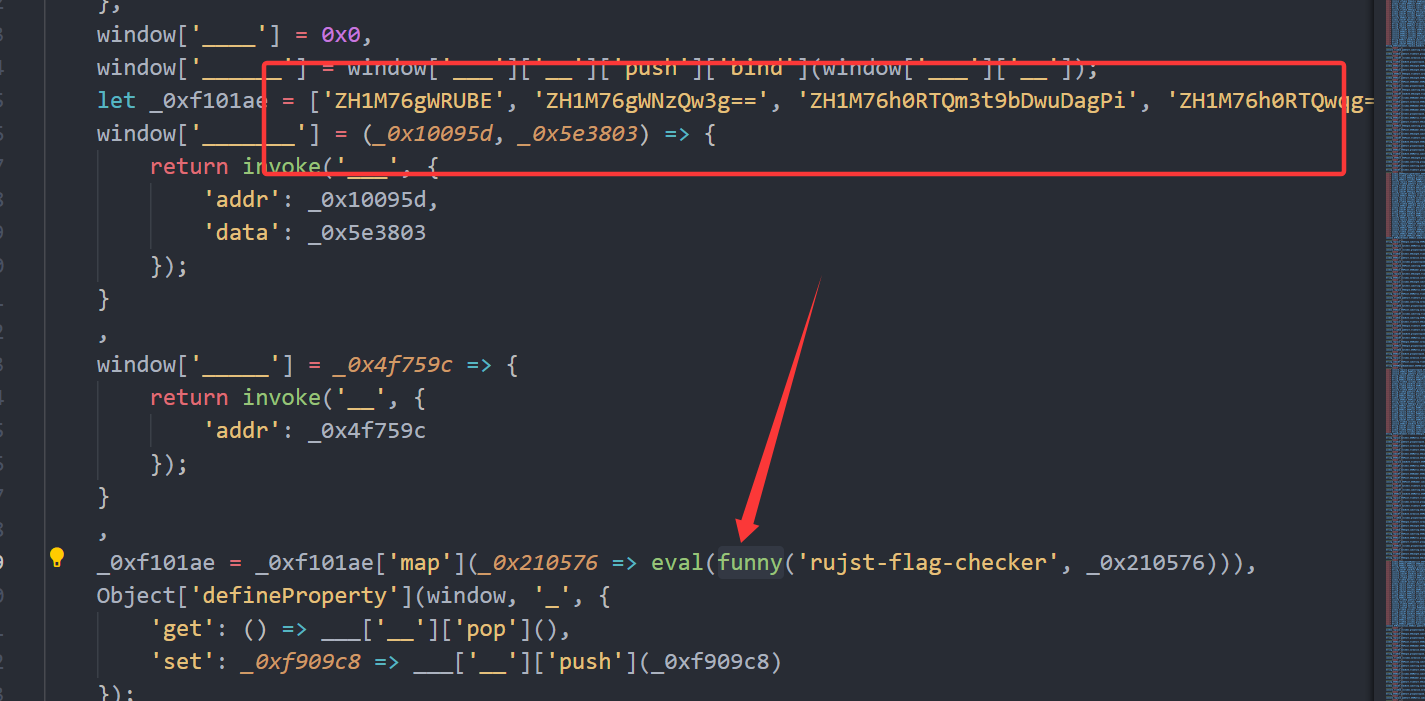 },
window['____'] = 0x0,
window['______'] = window['___']['__']['push']['bind'](window['___']['__']);
let _0xf101ae = ['ZH1M76gWRUBE', 'ZH1M76gWNzQw3g==', 'ZH1M76h0RTQm3t9bDwuDagPi', 'ZH1M76h0RTQwqg=
window['_______'] = (_0x10095d, _0x5e3803) => {
return invoke('___', {
'addr': _0x10095d,
'data': _0x5e3803
});
}
,
window['_____'] = _0x4f759c => {
return invoke('__', {
'addr': _0x4f759c
});
}
,
_0xf101ae = _0xf101ae['map'](_0x210576 => eval(funny('rujst-flag-checker', _0x210576))),
Object['defineProperty'](window, '_', {
'get': () => ___['__']['pop'](),
'set': _0xf909c8 => ___['__']['push'](_0xf909c8)
});